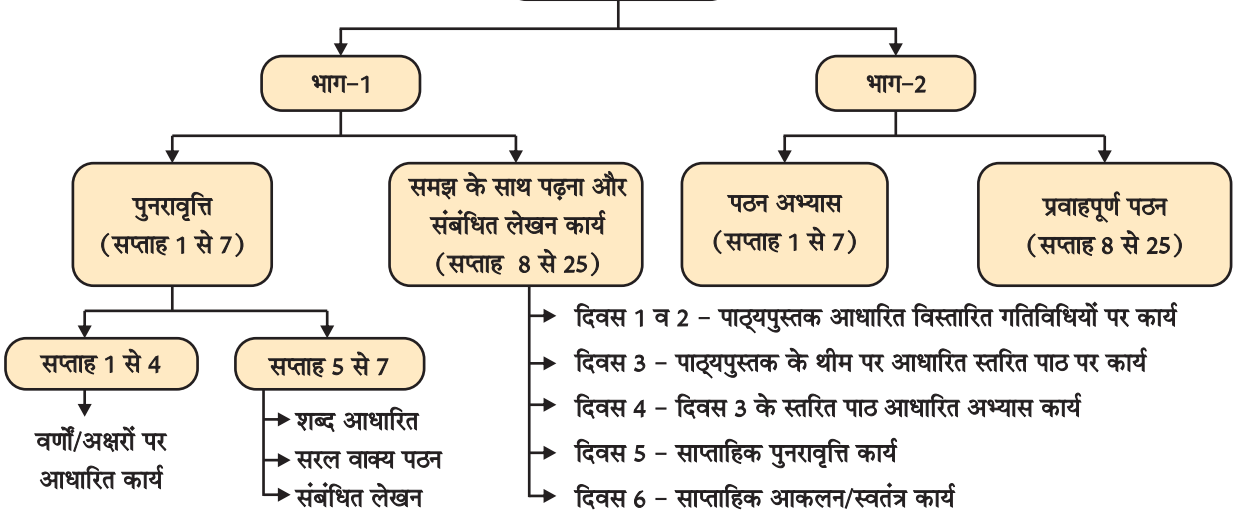 भाग-1
भाग-2
पुनरावृत्ति
(सप्ताह 1 से 7)
समझ के साथ पढ़ना और
संबंधित लेखन कार्य
(सप्ताह 8 से 25)
पठन अभ्यास
(सप्ताह 1 से 7)
प्रवाहपूर्ण पठन
(सप्ताह 8 से 25)
सप्ताह 1 से 4
वर्णों/अक्षरों पर
आधारित कार्य
सप्ताह 5 से 7
शब्द आधारित
सरल वाक्य पठन
संबंधित लेखन
दिवस 1 व 2 - पाठ्यपुस्तक आधारित विस्तारित गतिविधियों पर कार्य
दिवस 3 - पाठ्यपुस्तक के थीम पर आधारित स्तरित पाठ पर कार्य
दिवस 4 - दिवस 3 के स्तरित पाठ आधारित अभ्यास कार्य
दिवस 5 - साप्ताहिक पुनरावृत्ति कार्य
दिवस 6 - साप्ताहिक आकलन/स्वतंत्र कार्य